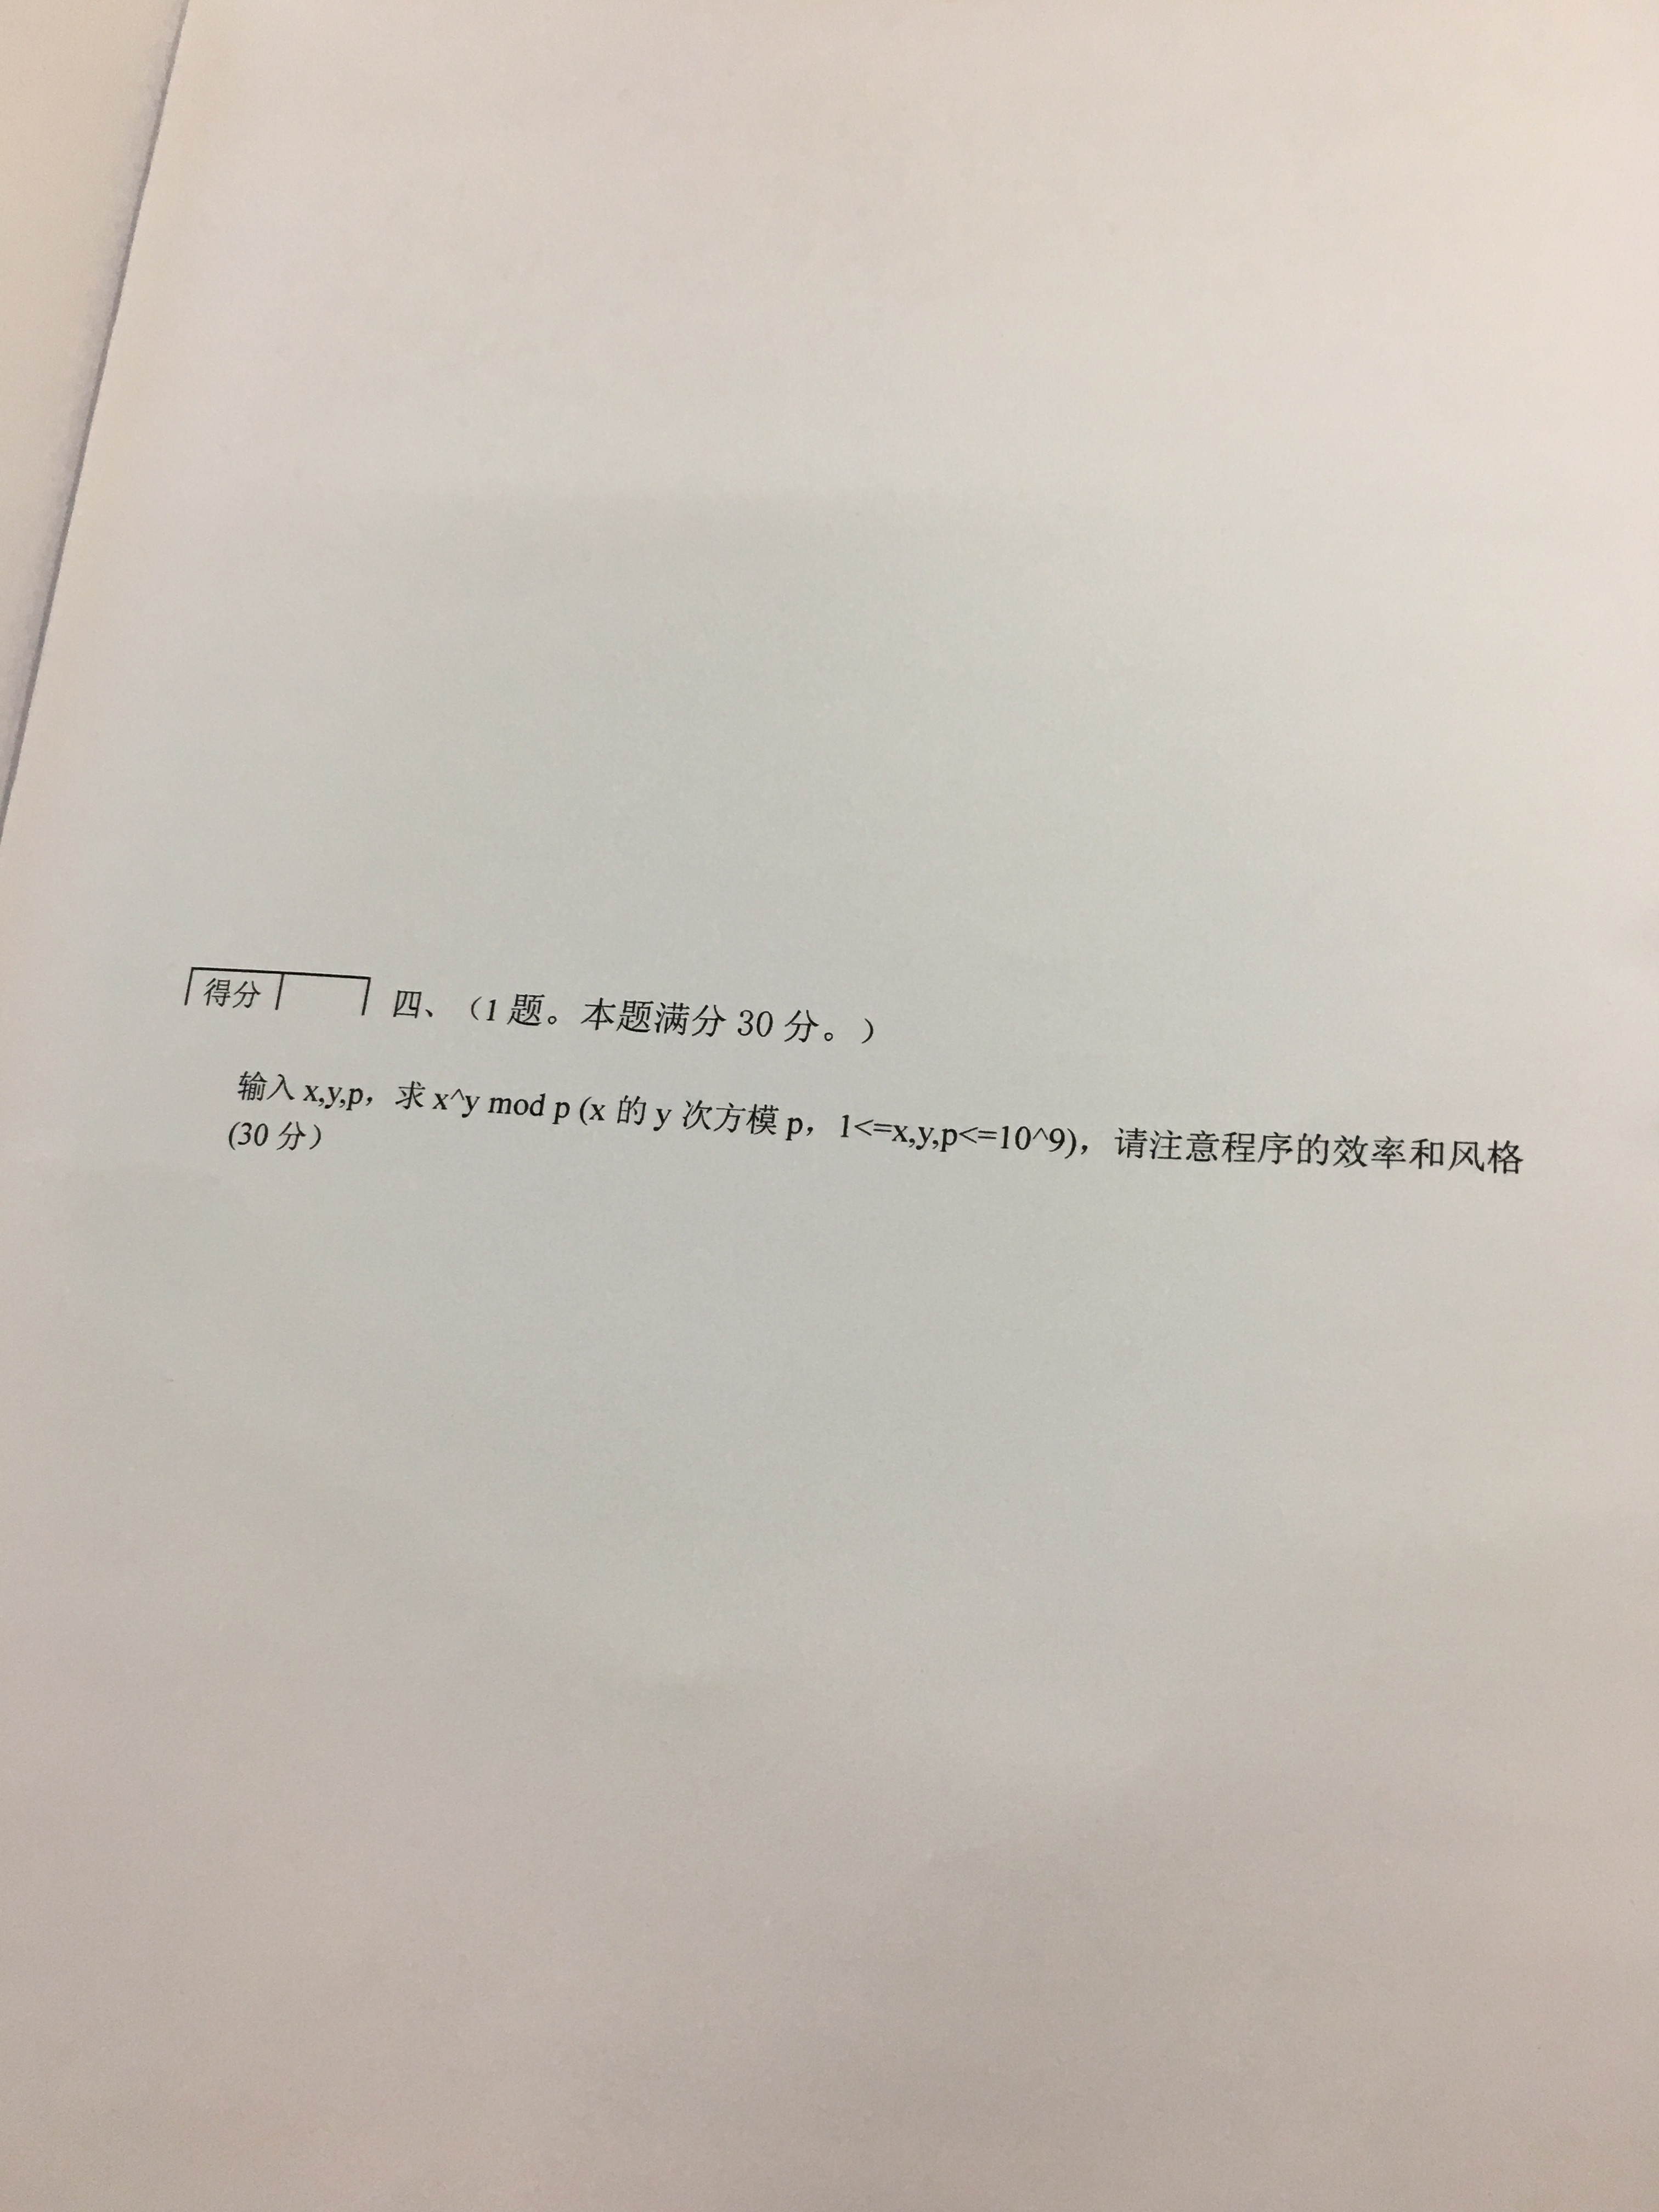 得分 四、（1 题。本题满分 30 分。）
输入 x,y,p，求 x^y mod p (x 的 y 次方模 p，1<=x,y,p<=10^9)，请注意程序的效率和风格
(30 分）